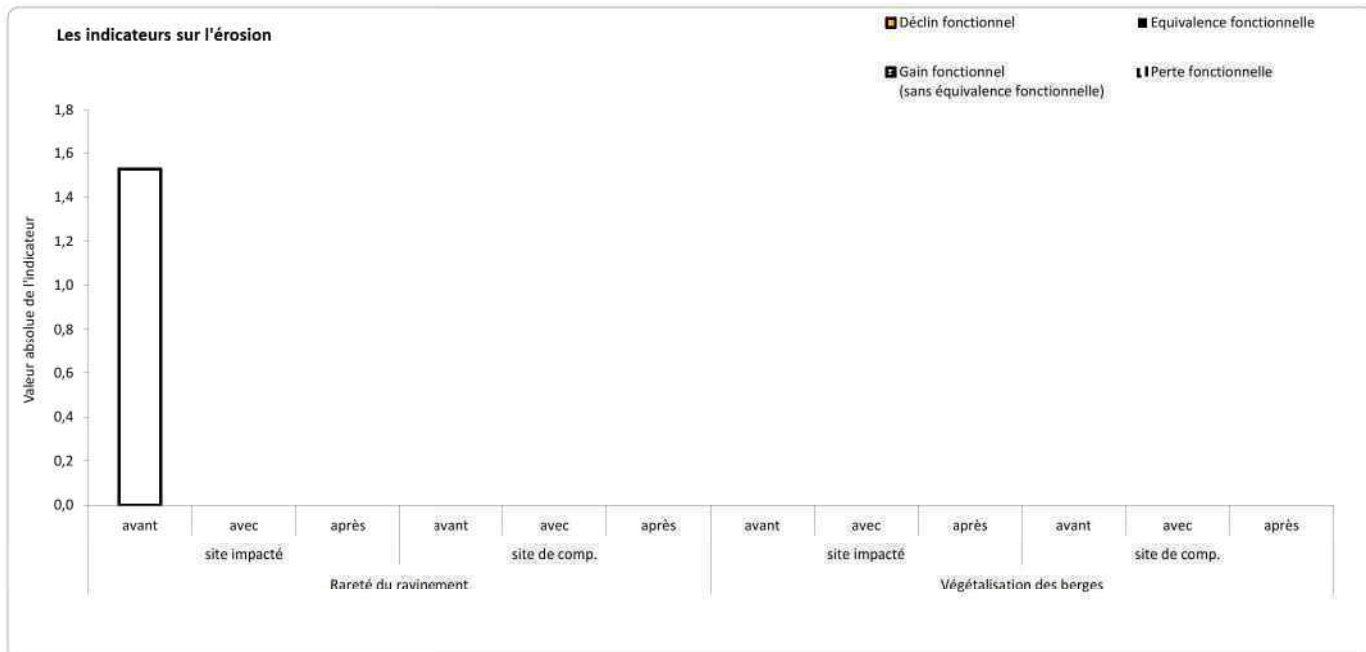 Les indicateurs sur l'érosion
Déclin fonctionnel
Equivalence fonctionnelle
Gain fonctionnel
(sans équivalence fonctionnelle)
Perte fonctionnelle
Valeur absolue de l'indicateur
1,8
1,6
1,4
1,2
1,0
0,8
0,6
0,4
0,2
0,0
avant avec après avant avec après avant avec après avant avec après
site impacté site de comp. site impacté site de comp.
Rareté du ravinement Végétalisation des berges